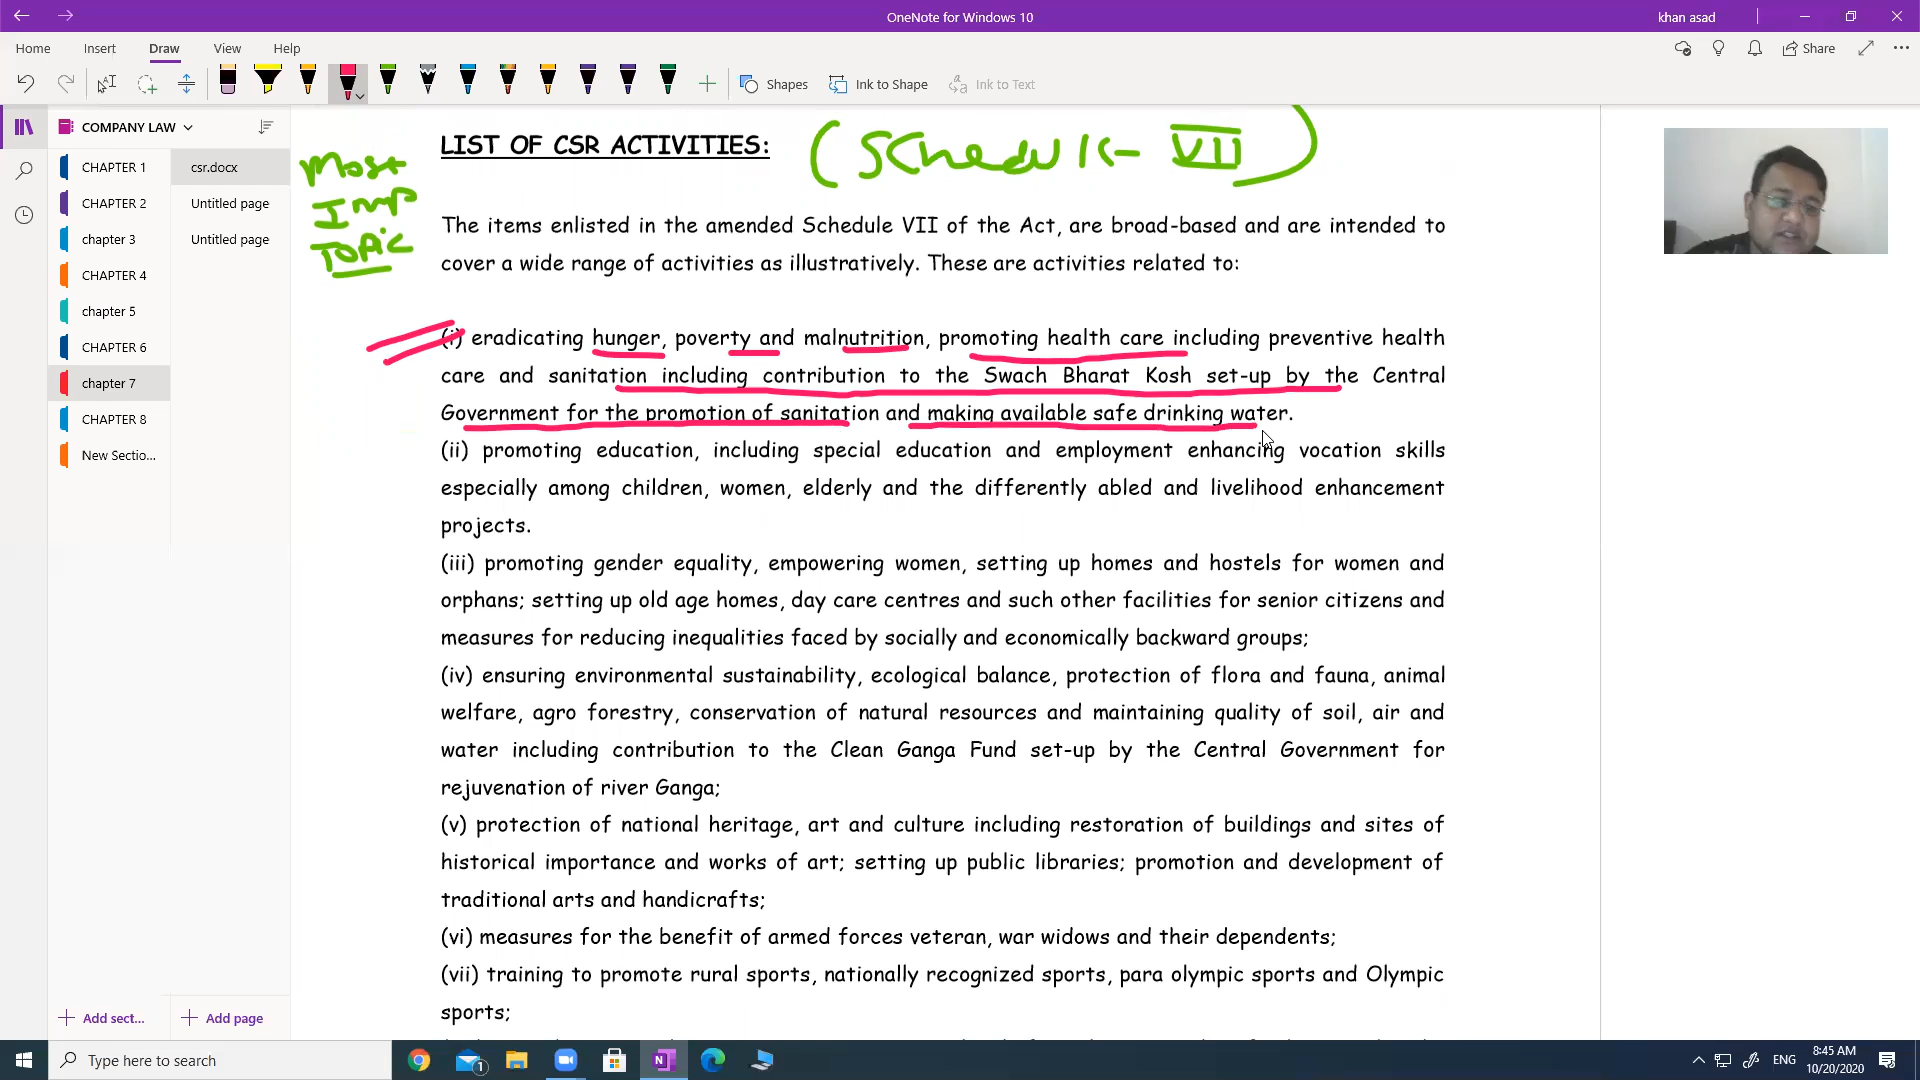 OneNote for Windows 10
khan asad
Home Insert Draw View Help
Share
Shapes Ink to Shape Ink to Text
COMPANY LAW
CHAPTER 1
CHAPTER 2
chapter 3
CHAPTER 4
chapter 5
CHAPTER 6
chapter 7
CHAPTER 8
New Sectio...
csr.docx
Untitled page
Untitled page
Add sect...
Add page
LIST OF CSR ACTIVITIES:
(Schedule VII)
Most
Imp
Topic
The items enlisted in the amended Schedule VII of the Act, are broad-based and are intended to
cover a wide range of activities as illustratively. These are activities related to:
(i) eradicating hunger, poverty and malnutrition, promoting health care including preventive health
care and sanitation including contribution to the Swach Bharat Kosh set-up by the Central
Government for the promotion of sanitation and making available safe drinking water.
(ii) promoting education, including special education and employment enhancing vocation skills
especially among children, women, elderly and the differently abled and livelihood enhancement
projects.
(iii) promoting gender equality, empowering women, setting up homes and hostels for women and
orphans; setting up old age homes, day care centres and such other facilities for senior citizens and
measures for reducing inequalities faced by socially and economically backward groups;
(iv) ensuring environmental sustainability, ecological balance, protection of flora and fauna, animal
welfare, agro forestry, conservation of natural resources and maintaining quality of soil, air and
water including contribution to the Clean Ganga Fund set-up by the Central Government for
rejuvenation of river Ganga;
(v) protection of national heritage, art and culture including restoration of buildings and sites of
historical importance and works of art; setting up public libraries; promotion and development of
traditional arts and handicrafts;
(vi) measures for the benefit of armed forces veteran, war widows and their dependents;
(vii) training to promote rural sports, nationally recognized sports, para olympic sports and Olympic
sports;
Type here to search
1
ENG
8:45 AM
10/20/2020